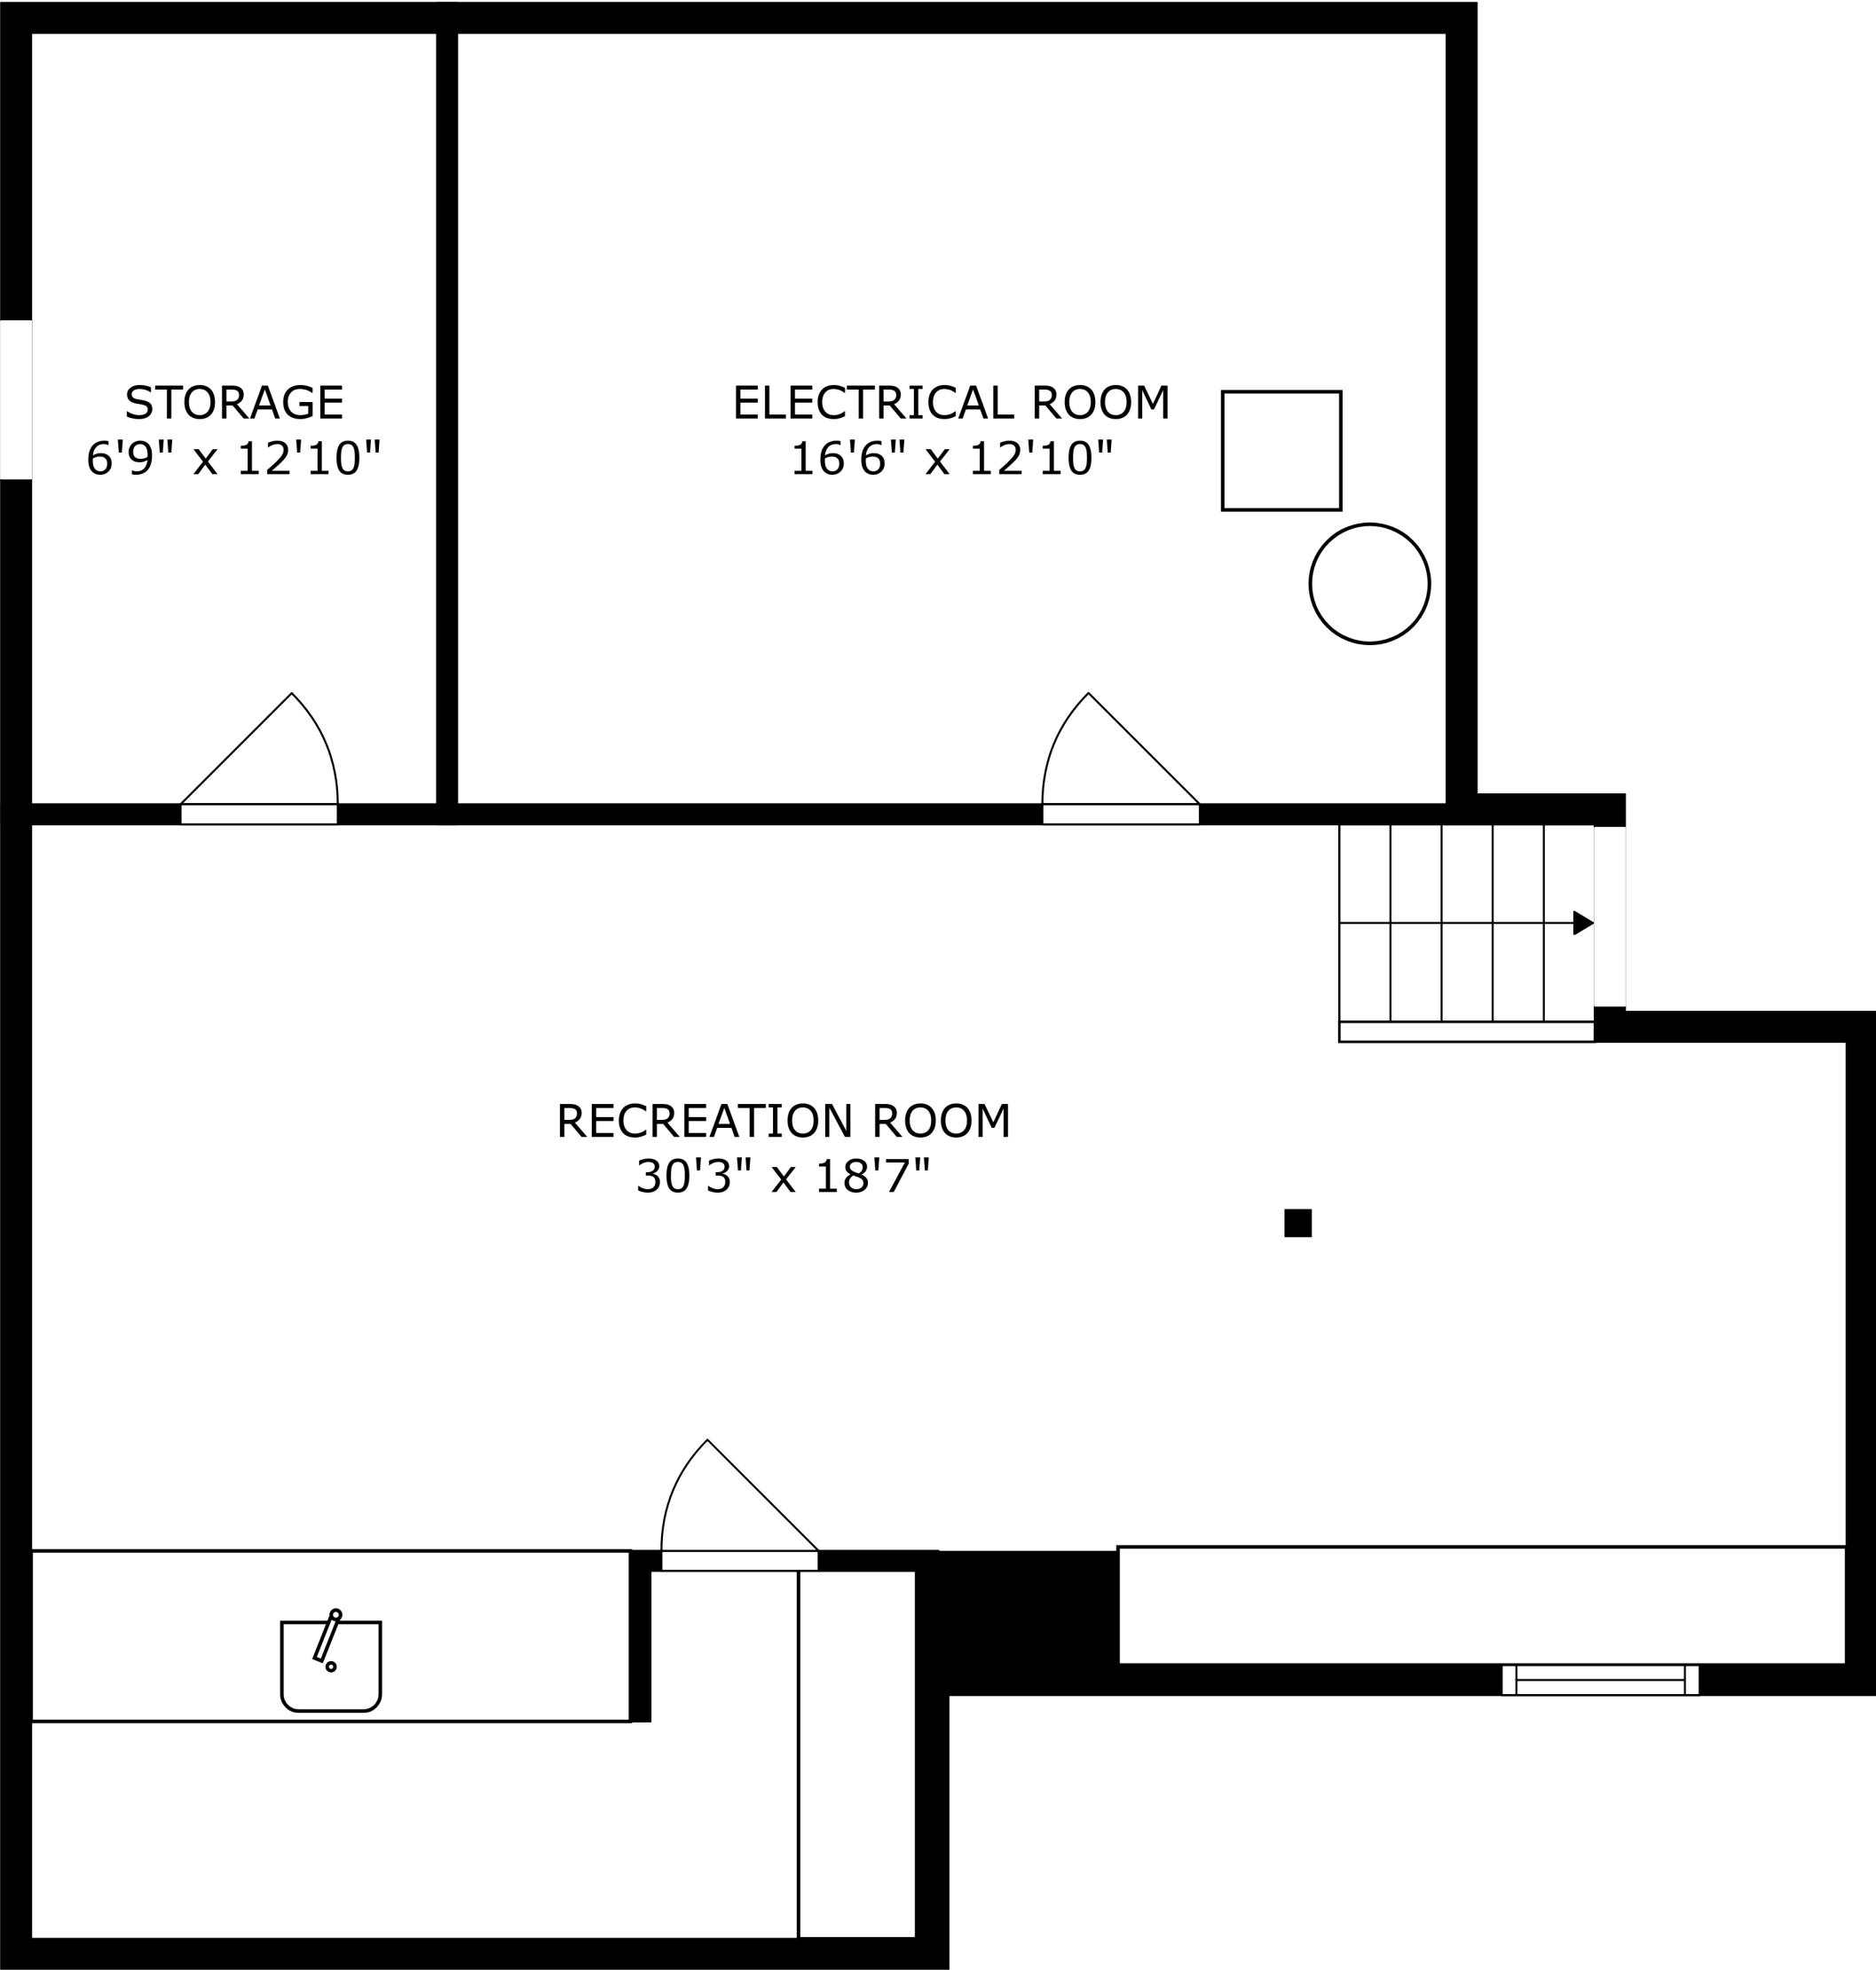 STORAGE
6'9" x 12'10"
ELECTRICAL ROOM
16'6" x 12'10"
RECREATION ROOM
30'3" x 18'7"